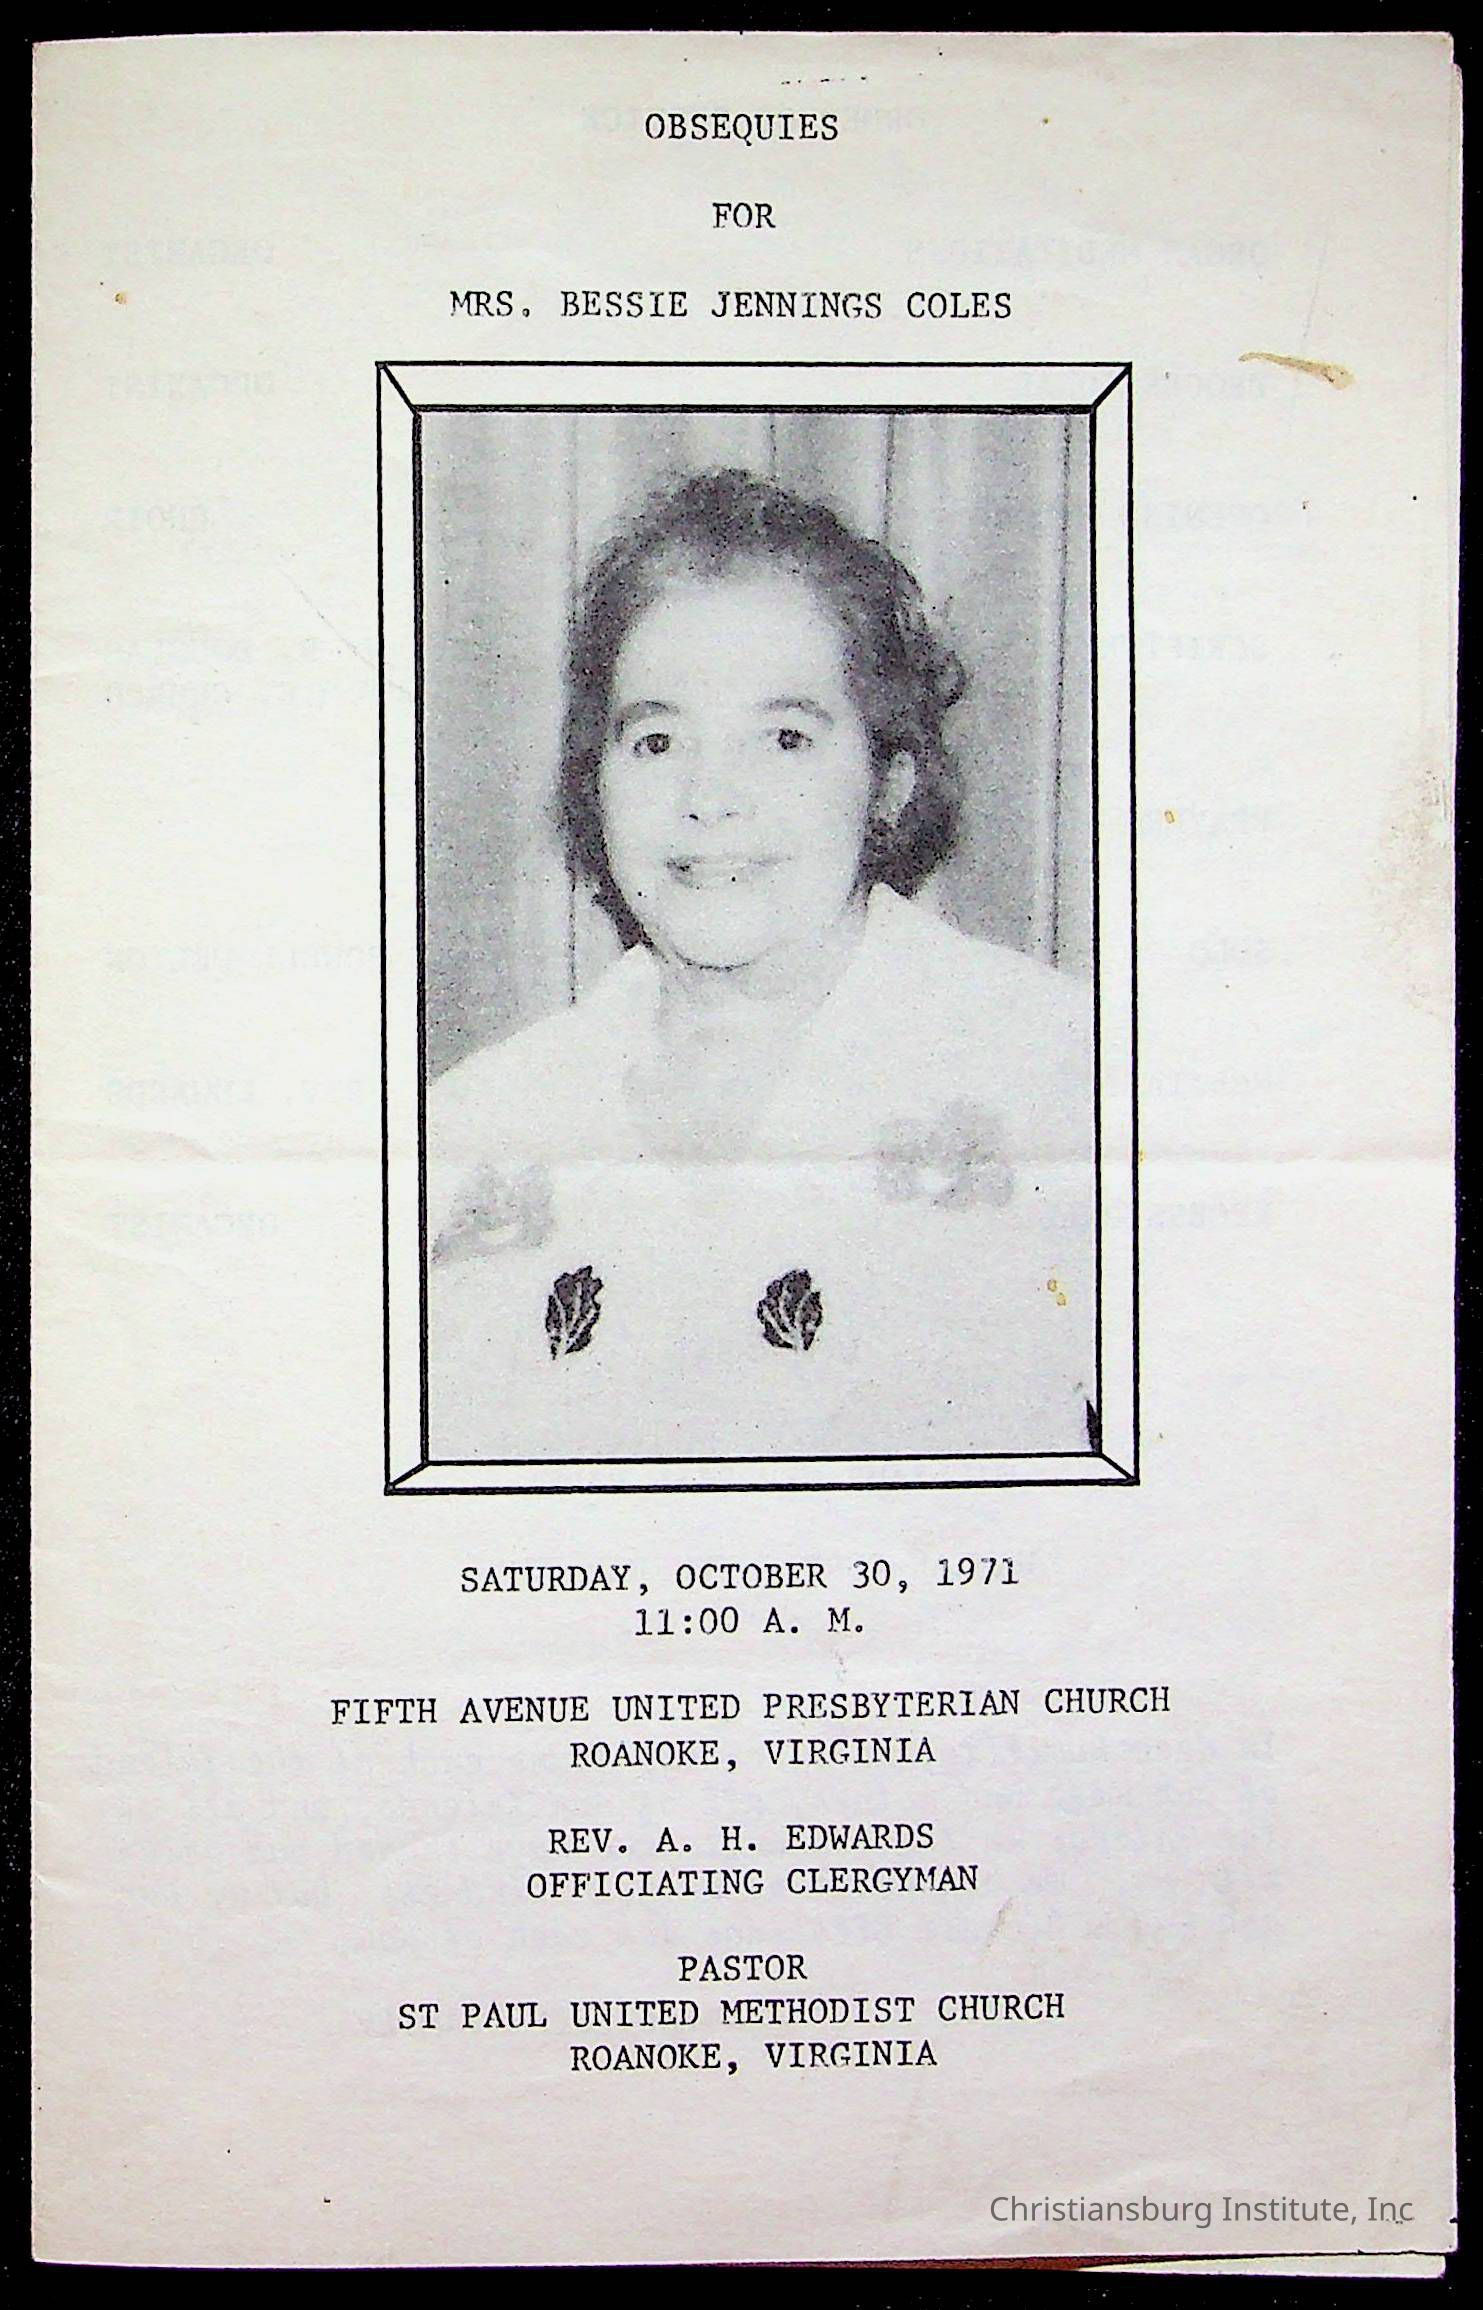 OBSEQUIES
FOR
MRS. BESSIE JENNINGS COLES
SATURDAY, OCTOBER 30, 1971
11:00 A. M.
FIFTH AVENUE UNITED PRESBYTERIAN CHURCH
ROANOKE, VIRGINIA
REV. A. H. EDWARDS
OFFICIATING CLERGYMAN
PASTOR
ST PAUL UNITED METHODIST CHURCH
ROANOKE, VIRGINIA
Christiansburg Institute, Inc